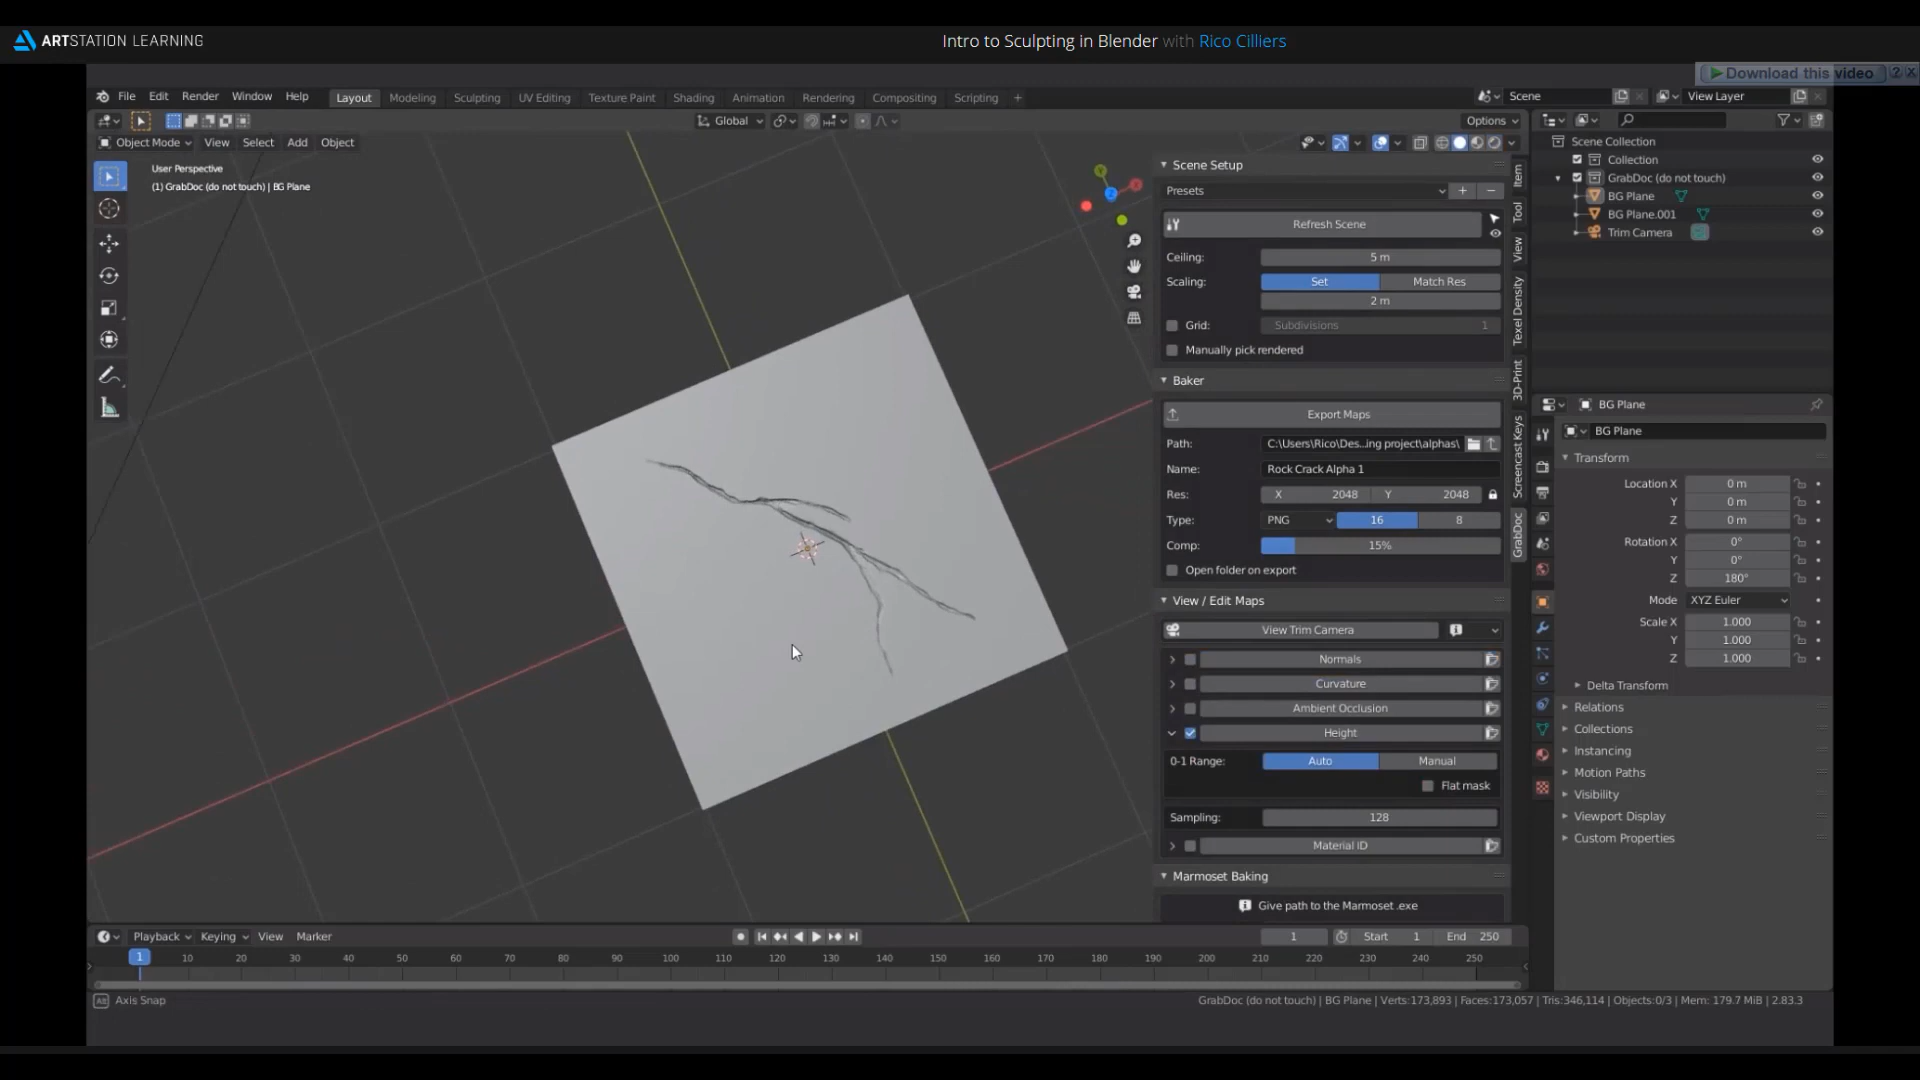 ARTSTATION LEARNING
Intro to Sculpting in Blender with Rico Cilliers
Download this video ? X
File Edit Render Window Help Layout Modeling Sculpting UV Editing Texture Paint Shading Animation Rendering Compositing Scripting +
Scene View Layer
Global Options
Object Mode View Select Add Object
User Perspective
(1) GrabDoc (do not touch) | BG Plane
Y
Z
X
Scene Setup
Presets + −
Refresh Scene
Ceiling: 5 m
Scaling: Set Match Res
2 m
Grid: Subdivisions 1
Manually pick rendered
Baker
Export Maps
Path: C:\Users\Rico\Des...ing project\alphas\
Name: Rock Crack Alpha 1
Res: X 2048 Y 2048
Type: PNG 16 8
Comp: 15%
Open folder on export
View / Edit Maps
View Trim Camera
Normals
Curvature
Ambient Occlusion
Height
0-1 Range: Auto Manual
Flat mask
Sampling: 128
Material ID
Marmoset Baking
Give path to the Marmoset .exe
Item
Tool
View
Texel Density
3D-Print
Screencast Keys
GrabDoc
Scene Collection
Collection
GrabDoc (do not touch)
BG Plane
BG Plane.001
Trim Camera
BG Plane
BG Plane
Transform
Location X 0 m
Y 0 m
Z 0 m
Rotation X 0°
Y 0°
Z 180°
Mode XYZ Euler
Scale X 1.000
Y 1.000
Z 1.000
Delta Transform
Relations
Collections
Instancing
Motion Paths
Visibility
Viewport Display
Custom Properties
Playback Keying View Marker 1 Start 1 End 250
1 10 20 30 40 50 60 70 80 90 100 110 120 130 140 150 160 170 180 190 200 210 220 230 240 250
Axis Snap
GrabDoc (do not touch) | BG Plane | Verts:173,893 | Faces:173,057 | Tris:346,114 | Objects:0/3 | Mem: 179.7 MiB | 2.83.3